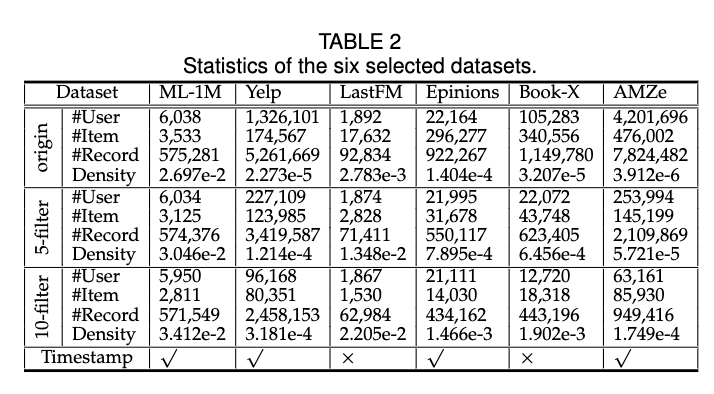 TABLE 2
Statistics of the six selected datasets.
Dataset ML-1M Yelp LastFM Epinions Book-X AMZe
origin
#User 6,038 1,326,101 1,892 22,164 105,283 4,201,696
#Item 3,533 174,567 17,632 296,277 340,556 476,002
#Record 575,281 5,261,669 92,834 922,267 1,149,780 7,824,482
Density 2.697e-2 2.273e-5 2.783e-3 1.404e-4 3.207e-5 3.912e-6
5-filter
#User 6,034 227,109 1,874 21,995 22,072 253,994
#Item 3,125 123,985 2,828 31,678 43,748 145,199
#Record 574,376 3,419,587 71,411 550,117 623,405 2,109,869
Density 3.046e-2 1.214e-4 1.348e-2 7.895e-4 6.456e-4 5.721e-5
10-filter
#User 5,950 96,168 1,867 21,111 12,720 63,161
#Item 2,811 80,351 1,530 14,030 18,318 85,930
#Record 571,549 2,458,153 62,984 434,162 443,196 949,416
Density 3.412e-2 3.181e-4 2.205e-2 1.466e-3 1.902e-3 1.749e-4
Timestamp √ √ × √ × √